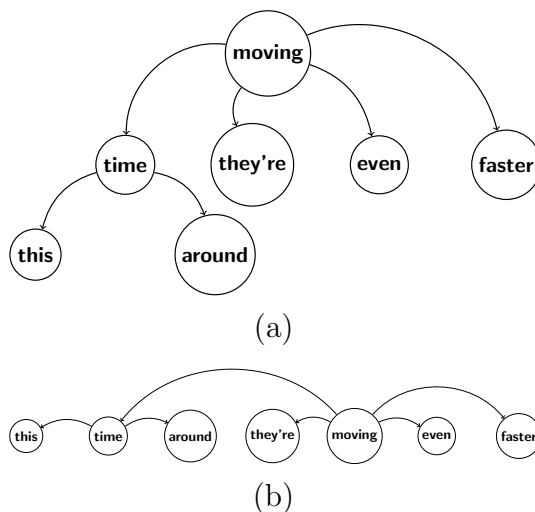 moving
time they're even faster
this around
(a)
this time around they're moving even faster
(b)